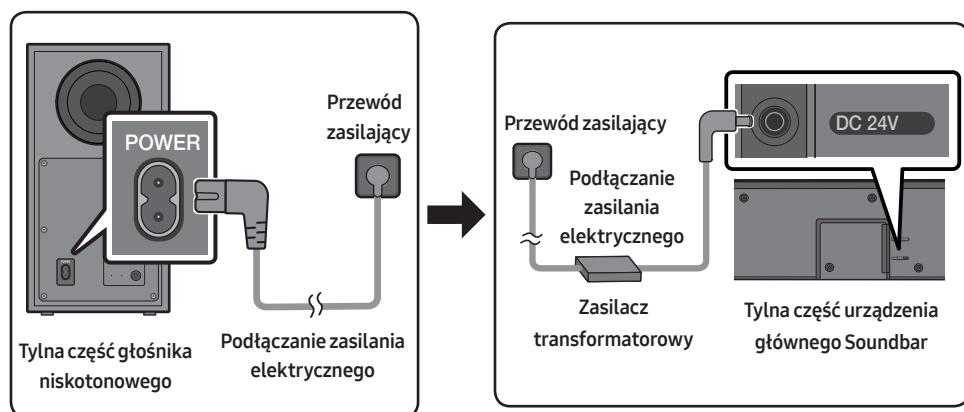 POWER
Przewód
zasilający
Tylna część głośnika
niskotonowego
Podłączanie zasilania
elektrycznego
Przewód zasilający
DC 24V
Podłączanie
zasilania
elektrycznego
Zasilacz
transformatorowy
Tylna część urządzenia
głównego Soundbar